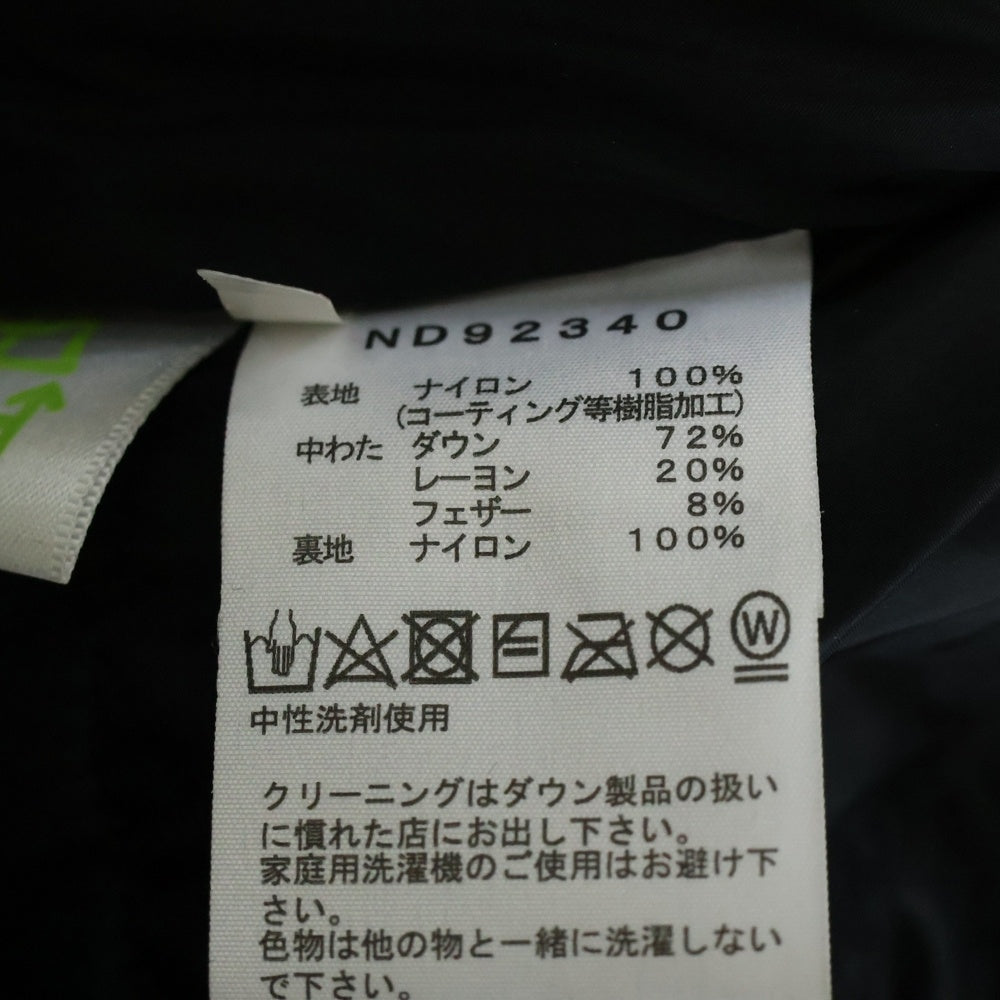 ND92340
表地 ナイロン 100%
(コーティング等樹脂加工)
中わた ダウン 72%
レーヨン 20%
フェザー 8%
裏地 ナイロン 100%
W
中性洗剤使用
クリーニングはダウン製品の扱い
に慣れた店にお出し下さい。
家庭用洗濯機のご使用はお避け下
さい。
色物は他の物と一緒に洗濯しない
で下さい。